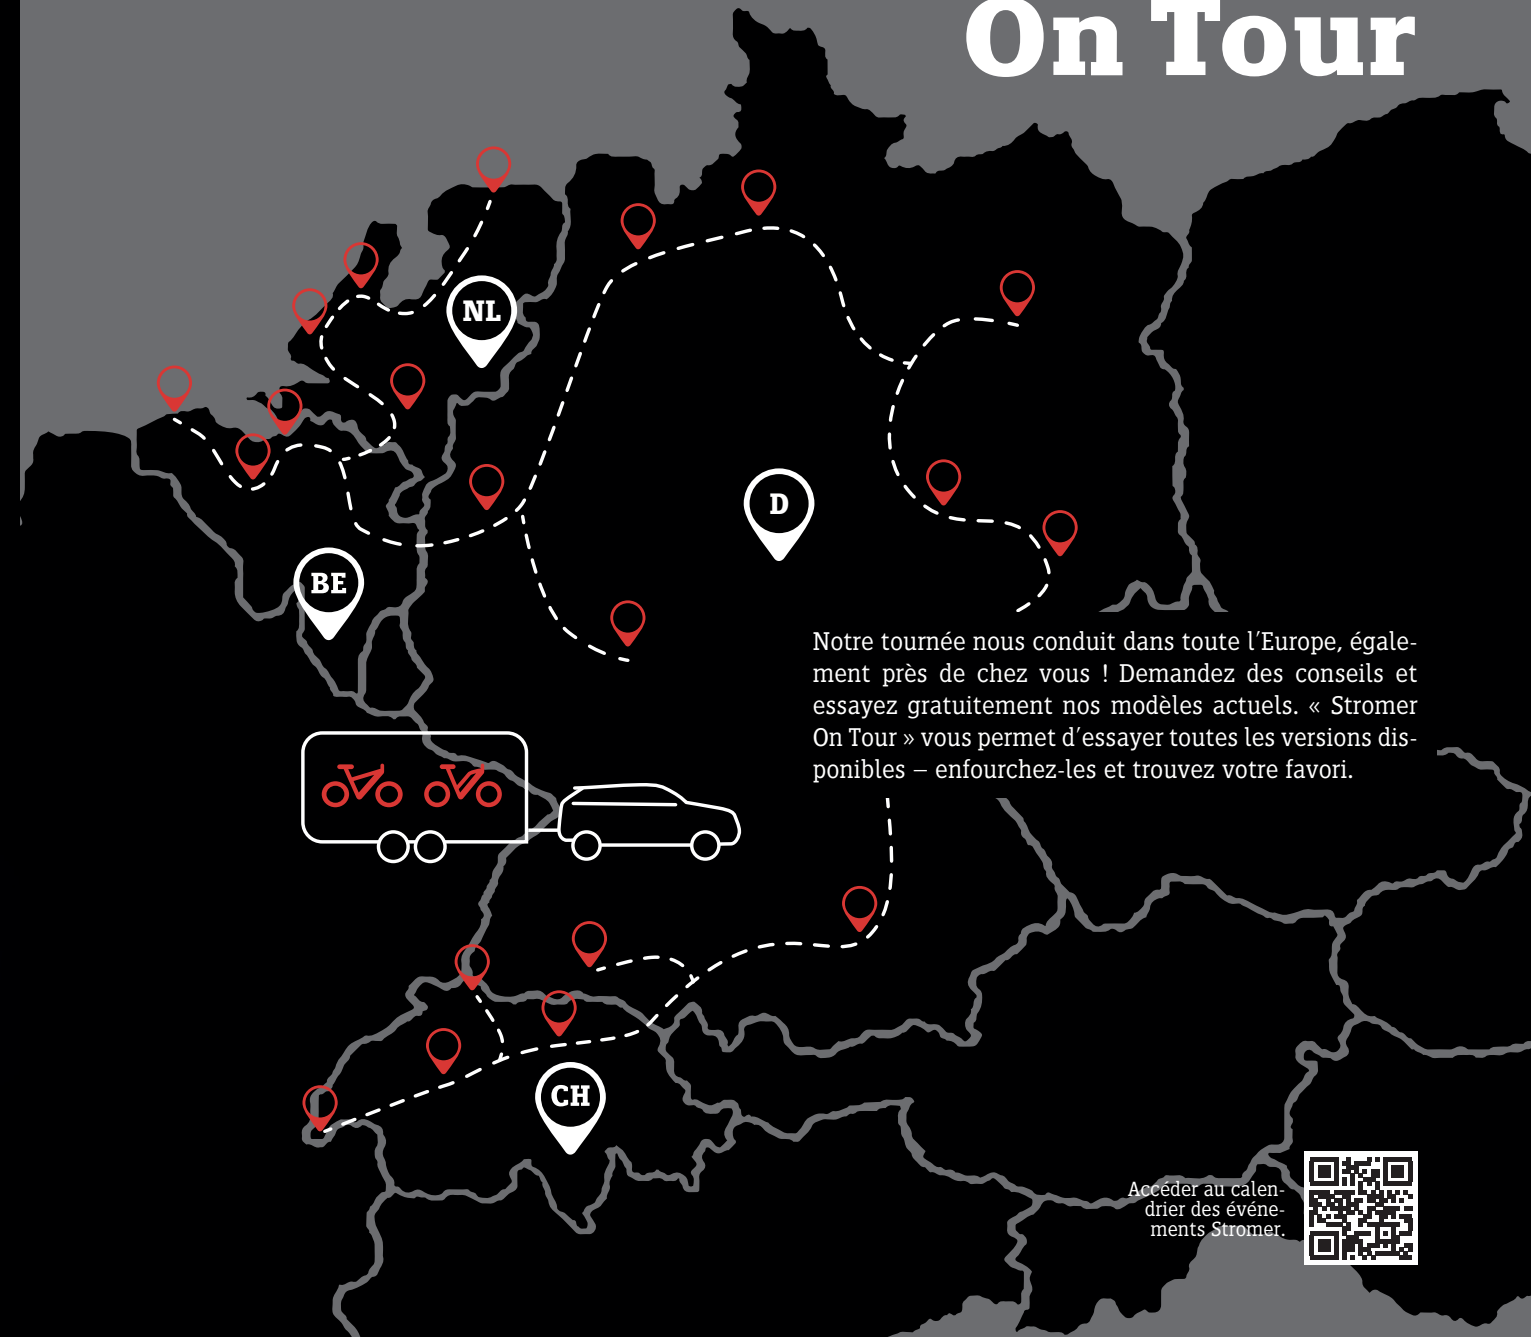 On Tour
NL
D
BE
Notre tournée nous conduit dans toute l'Europe, égale-
ment près de chez vous ! Demandez des conseils et
essayez gratuitement nos modèles actuels. « Stromer
On Tour » vous permet d'essayer toutes les versions dis-
ponibles – enfourchez-les et trouvez votre favori.
CH
Accéder au calen-
drier des événe-
ments Stromer.